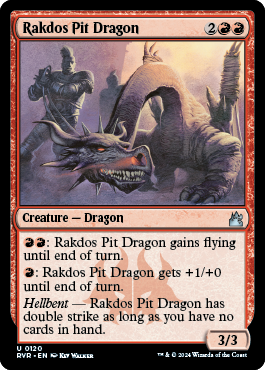 Rakdos Pit Dragon 2
Creature — Dragon
: Rakdos Pit Dragon gains flying
until end of turn.
: Rakdos Pit Dragon gets +1/+0
until end of turn.
Hellbent — Rakdos Pit Dragon has
double strike as long as you have no
cards in hand.
3/3
U 0120
RVR • EN Kev Walker
™ & © 2024 Wizards of the Coast